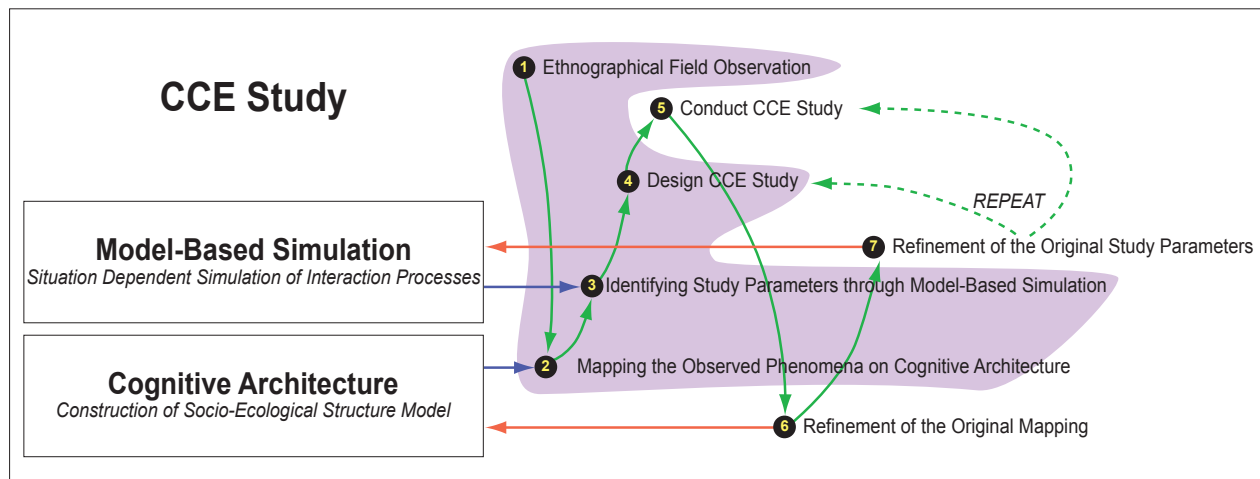 CCE Study
1 Ethnographical Field Observation
5 Conduct CCE Study
4 Design CCE Study
REPEAT
Model-Based Simulation
Situation Dependent Simulation of Interaction Processes
7 Refinement of the Original Study Parameters
3 Identifying Study Parameters through Model-Based Simulation
Cognitive Architecture
Construction of Socio-Ecological Structure Model
2 Mapping the Observed Phenomena on Cognitive Architecture
6 Refinement of the Original Mapping